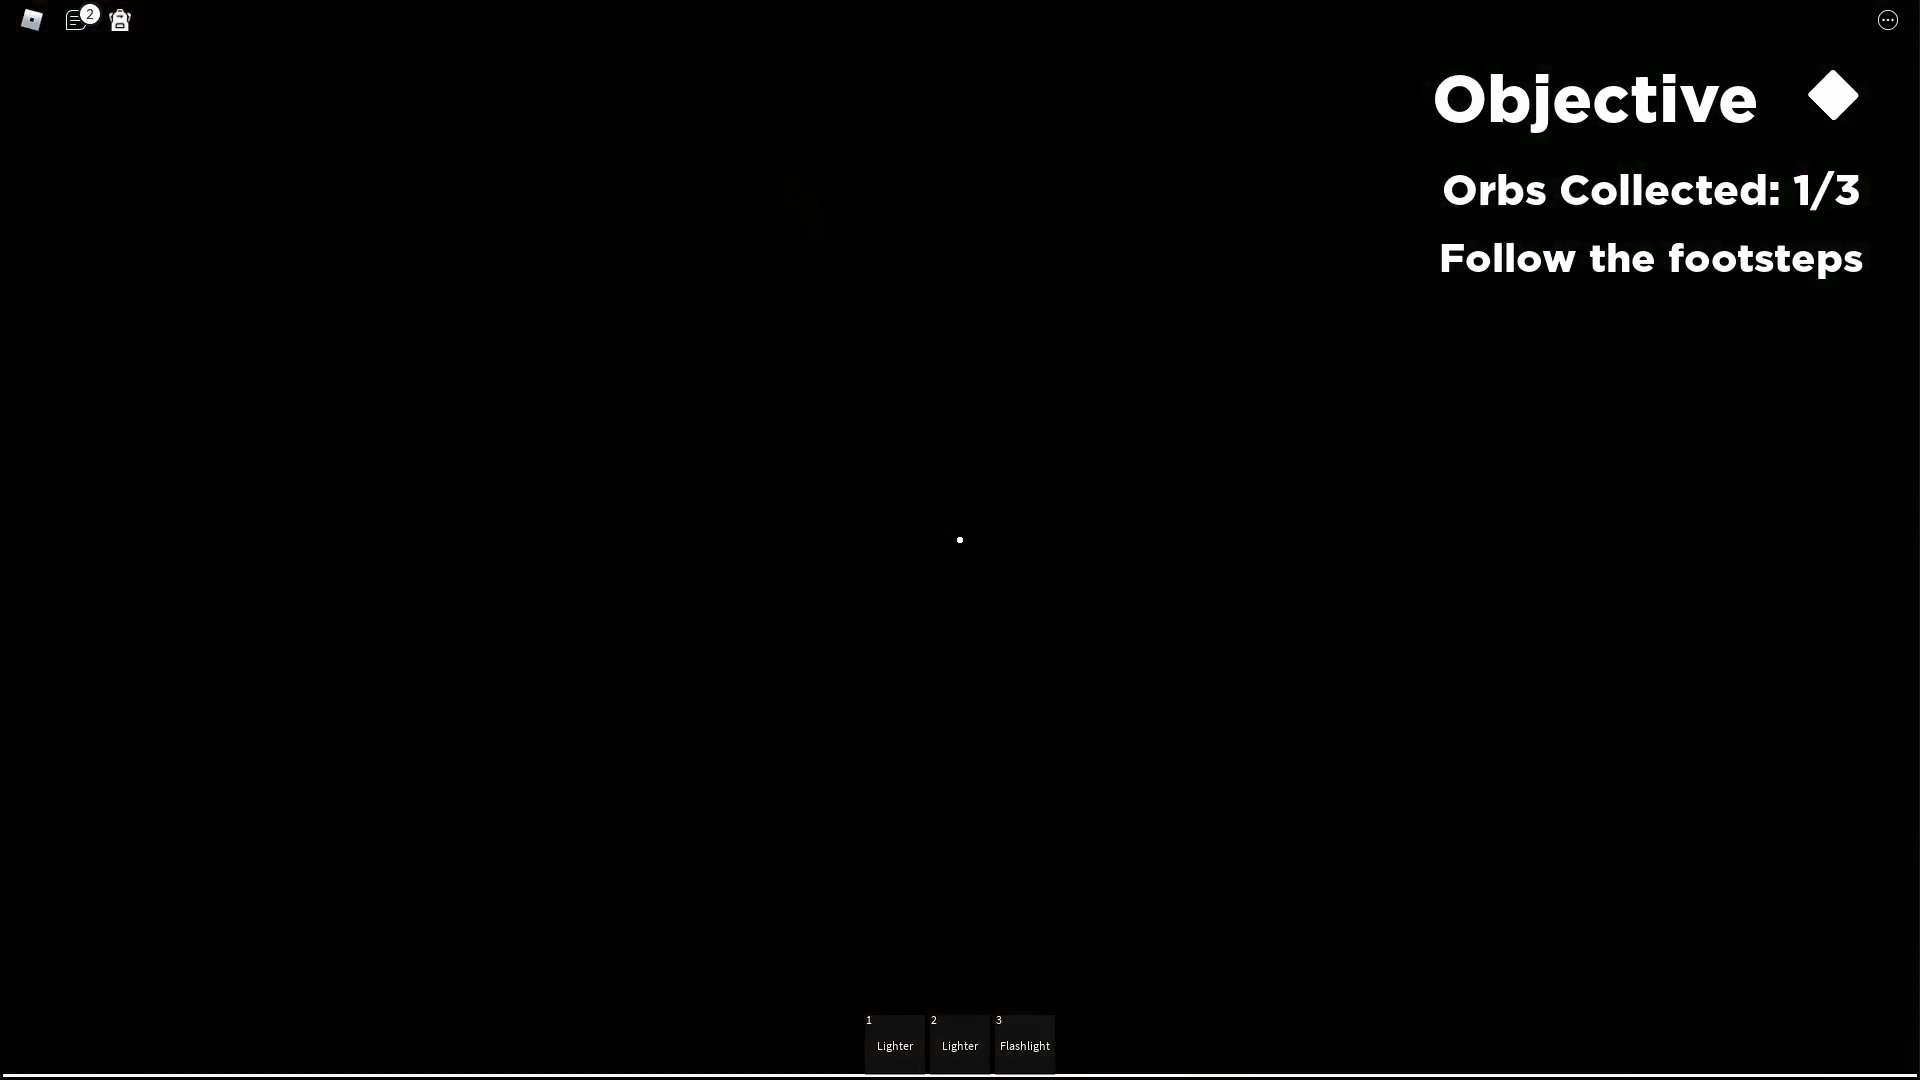 2
Objective
Orbs Collected: 1/3
Follow the footsteps
1 2 3
Lighter Lighter Flashlight